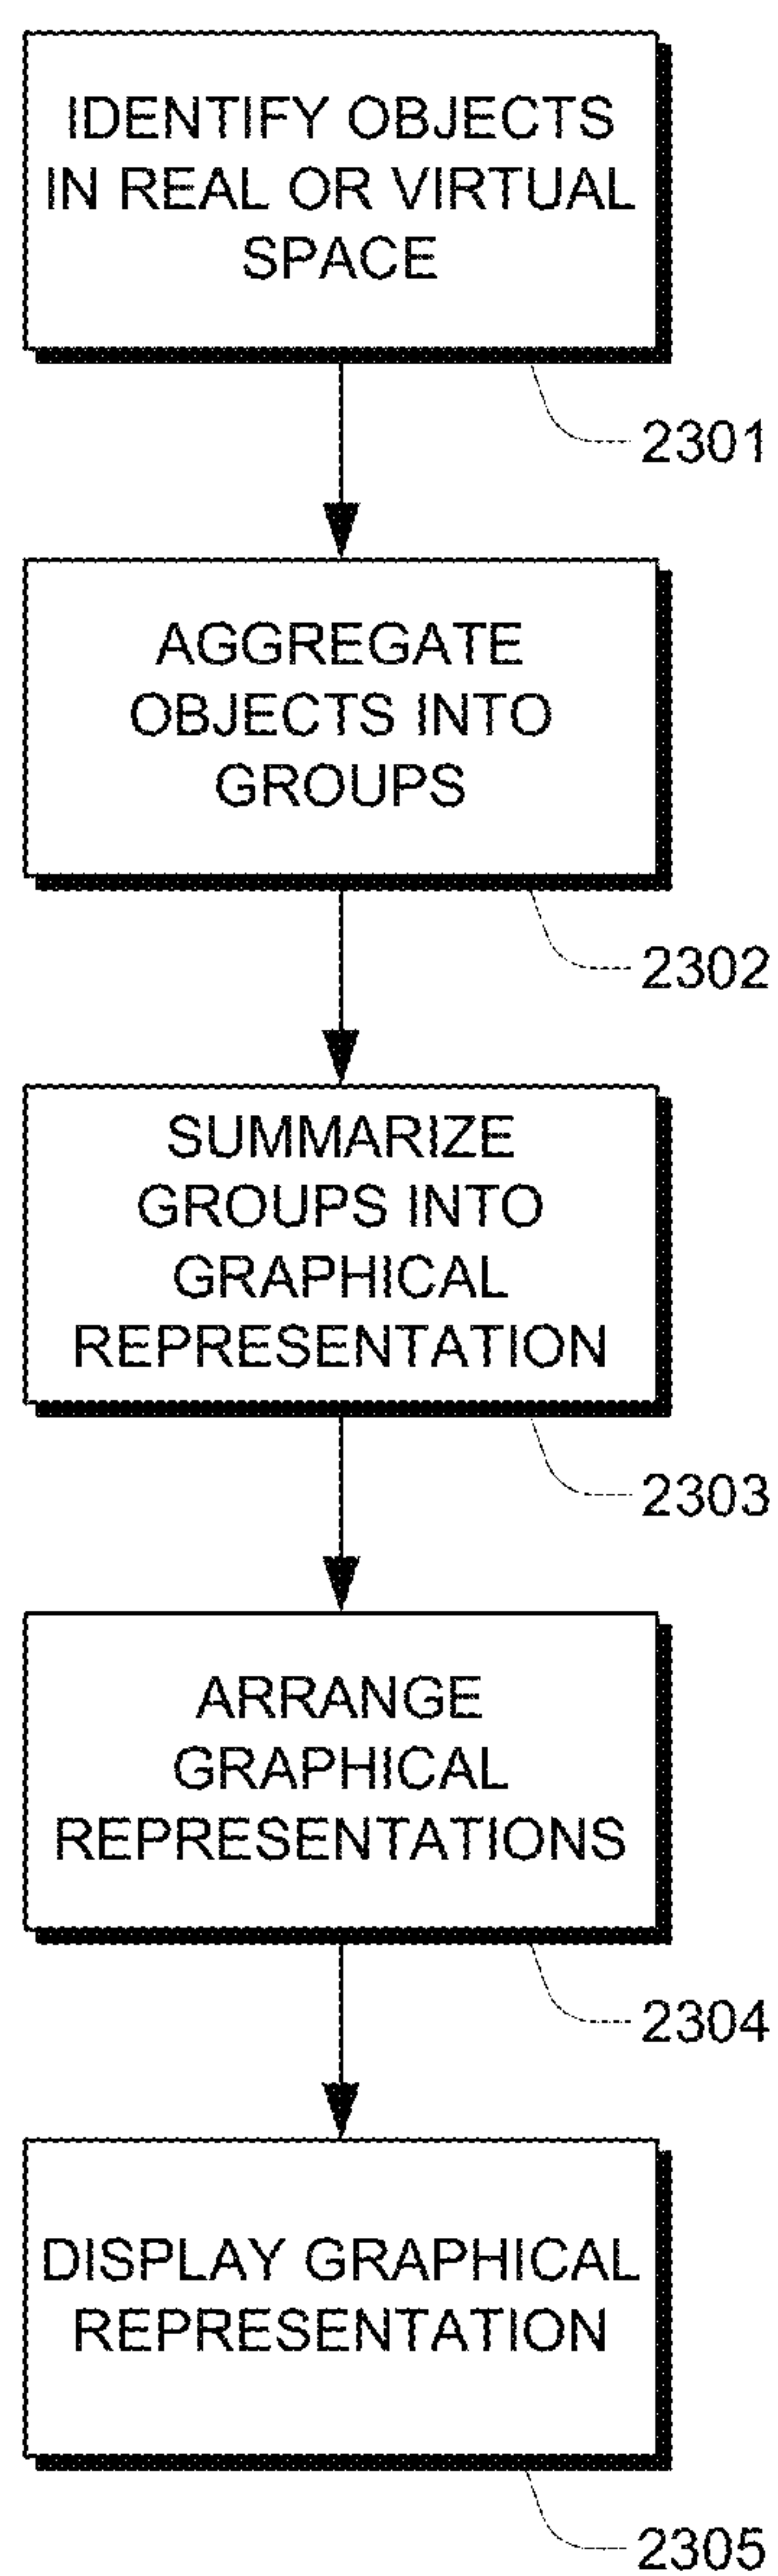 IDENTIFY OBJECTS
IN REAL OR VIRTUAL
SPACE
2301
AGGREGATE
OBJECTS INTO
GROUPS
2302
SUMMARIZE
GROUPS INTO
GRAPHICAL
REPRESENTATION
2303
ARRANGE
GRAPHICAL
REPRESENTATIONS
2304
DISPLAY GRAPHICAL
REPRESENTATION
2305